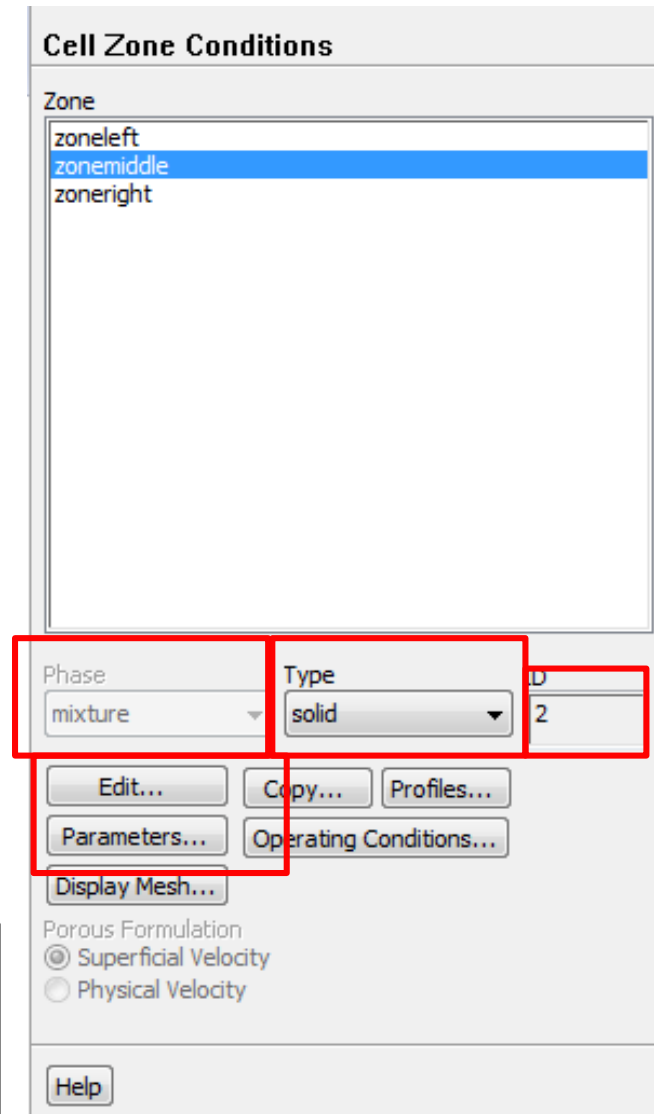 Cell Zone Conditions
Zone
zoneleft
zonemiddle
zoneright
Phase Type ID
mixture solid 2
Edit... Copy... Profiles...
Parameters... Operating Conditions...
Display Mesh...
Porous Formulation
Superficial Velocity
Physical Velocity
Help